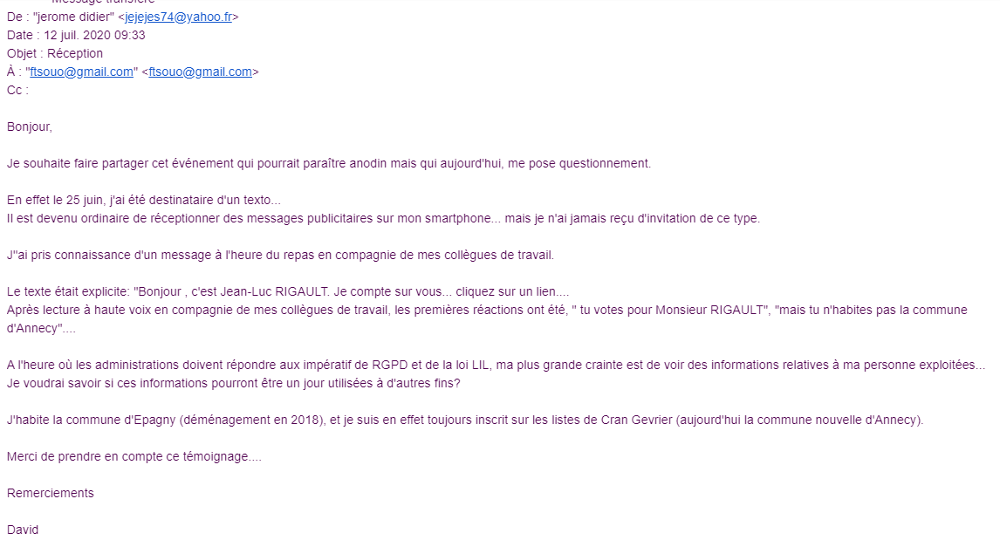 Message transféré
De : "jerome didier" <jejejes74@yahoo.fr>
Date : 12 juil. 2020 09:33
Objet : Réception
À : "ftsouo@gmail.com" <ftsouo@gmail.com>
Cc :
Bonjour,
Je souhaite faire partager cet événement qui pourrait paraître anodin mais qui aujourd'hui, me pose questionnement.
En effet le 25 juin, j'ai été destinataire d'un texto...
Il est devenu ordinaire de réceptionner des messages publicitaires sur mon smartphone... mais je n'ai jamais reçu d'invitation de ce type.
J"ai pris connaissance d'un message à l'heure du repas en compagnie de mes collègues de travail.
Le texte était explicite: "Bonjour , c'est Jean-Luc RIGAULT. Je compte sur vous... cliquez sur un lien....
Après lecture à haute voix en compagnie de mes collègues de travail, les premières réactions ont été, " tu votes pour Monsieur RIGAULT", "mais tu n'habites pas la commune
d'Annecy"....
A l'heure où les administrations doivent répondre aux impératif de RGPD et de la loi LIL, ma plus grande crainte est de voir des informations relatives à ma personne exploitées...
Je voudrai savoir si ces informations pourront être un jour utilisées à d'autres fins?
J'habite la commune d'Epagny (déménagement en 2018), et je suis en effet toujours inscrit sur les listes de Cran Gevrier (aujourd'hui la commune nouvelle d'Annecy).
Merci de prendre en compte ce témoignage....
Remerciements
David